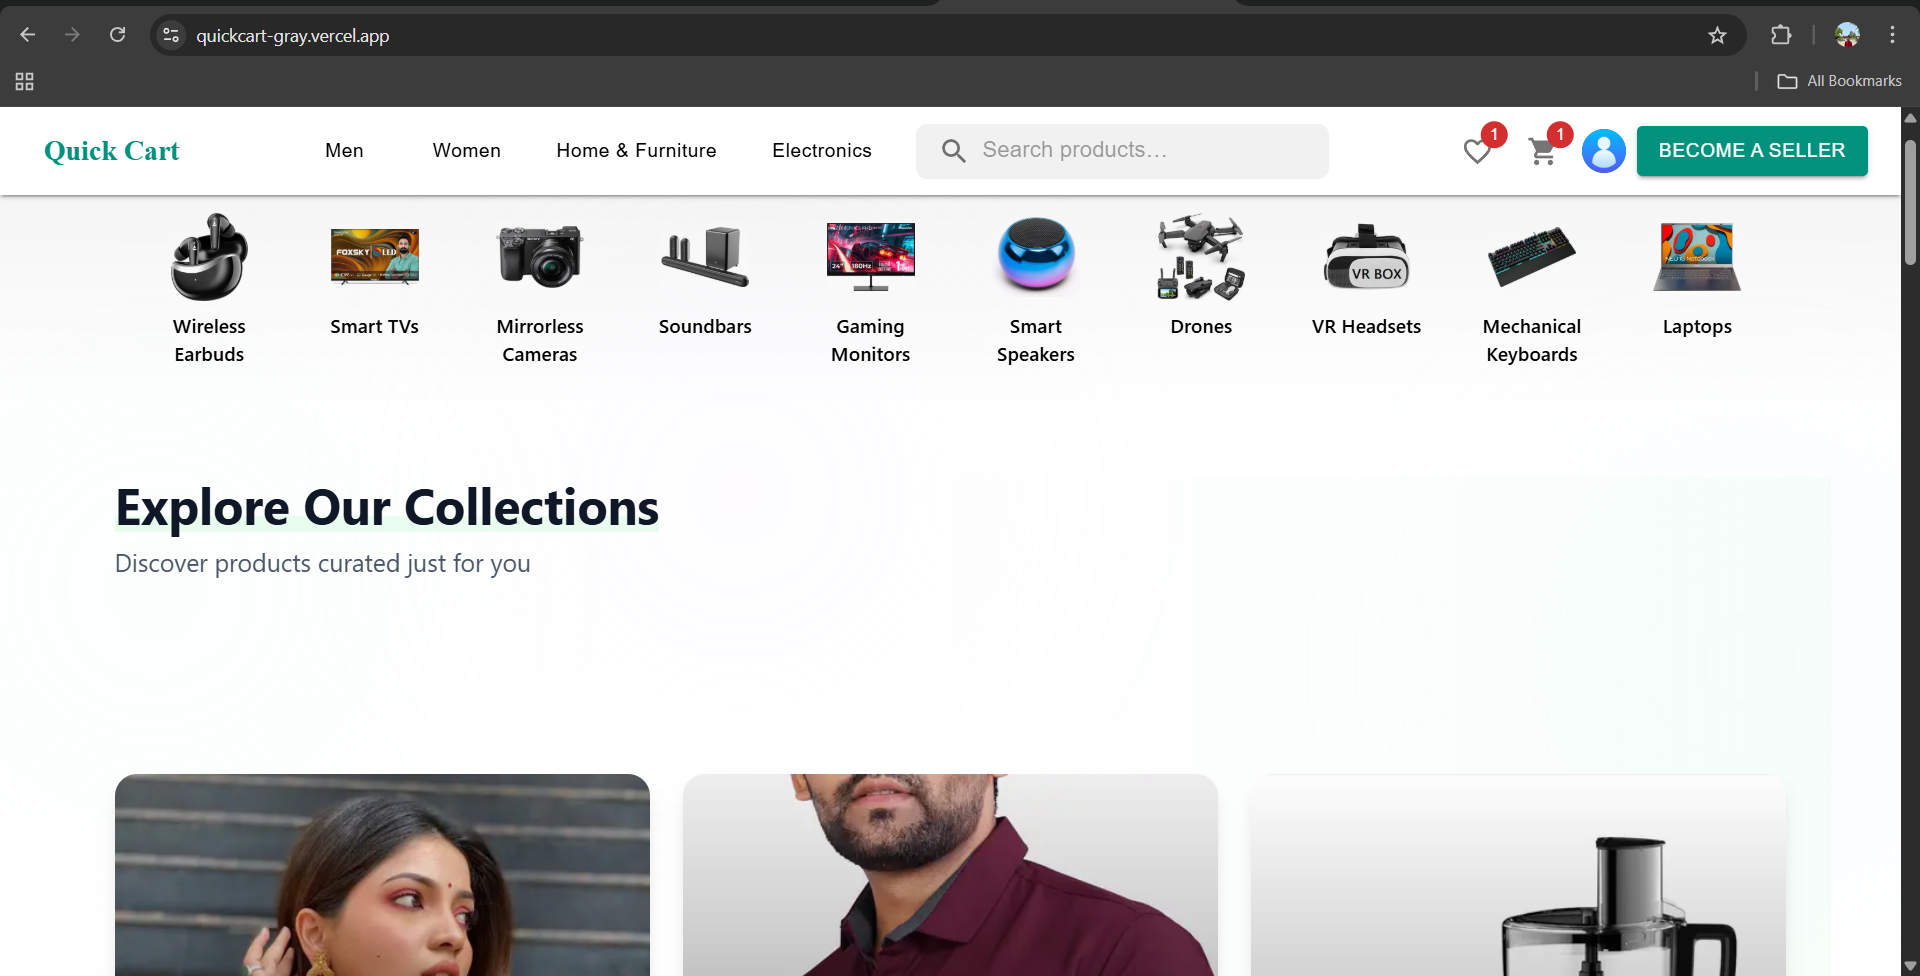 quickcart-gray.vercel.app
All Bookmarks
Quick Cart
Men
Women
Home & Furniture
Electronics
Search products...
1
1
BECOME A SELLER
FOXSKY LED
24" 180Hz
VR BOX
Wireless
Earbuds
Smart TVs
Mirrorless
Cameras
Soundbars
Gaming
Monitors
Smart
Speakers
Drones
VR Headsets
Mechanical
Keyboards
Laptops
Explore Our Collections
Discover products curated just for you